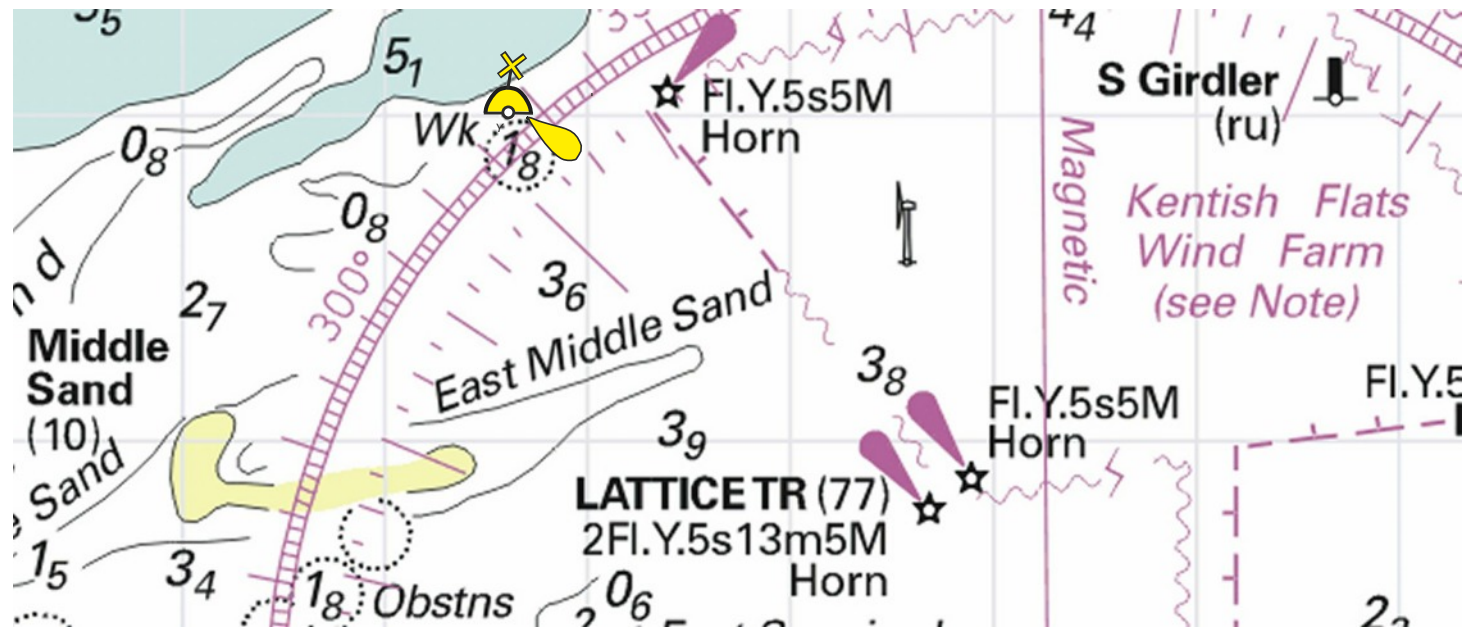 5₁
4₄
Fl.Y.5s5M
Horn
S Girdler
(ru)
Wk
1₈
0₈
Magnetic
Kentish Flats
Wind Farm
(see Note)
0₈
n d
3₆
2₇
300°
East Middle Sand
Middle
Sand
(10)
3₈
Fl.Y.5s5M
Horn
Fl.Y.5
3₉
Sand
LATTICE TR (77)
2Fl.Y.5s13m5M
Horn
1₅
3₄
1₈
Obstns
0₆